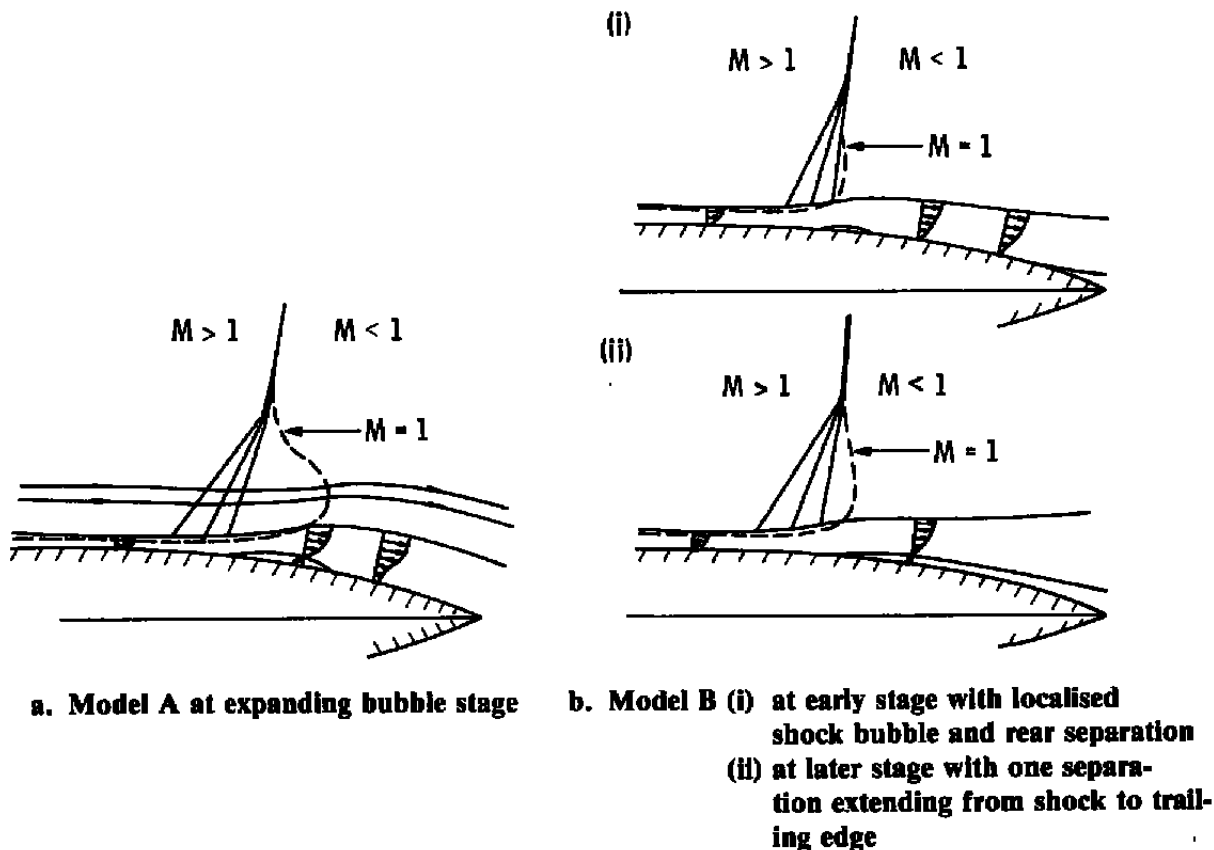 (i)
M > 1
M < 1
M = 1
(ii)
M > 1
M < 1
M = 1
M > 1
M < 1
M = 1
a. Model A at expanding bubble stage
b. Model B (i) at early stage with localised
shock bubble and rear separation
(ii) at later stage with one separa-
tion extending from shock to trail-
ing edge